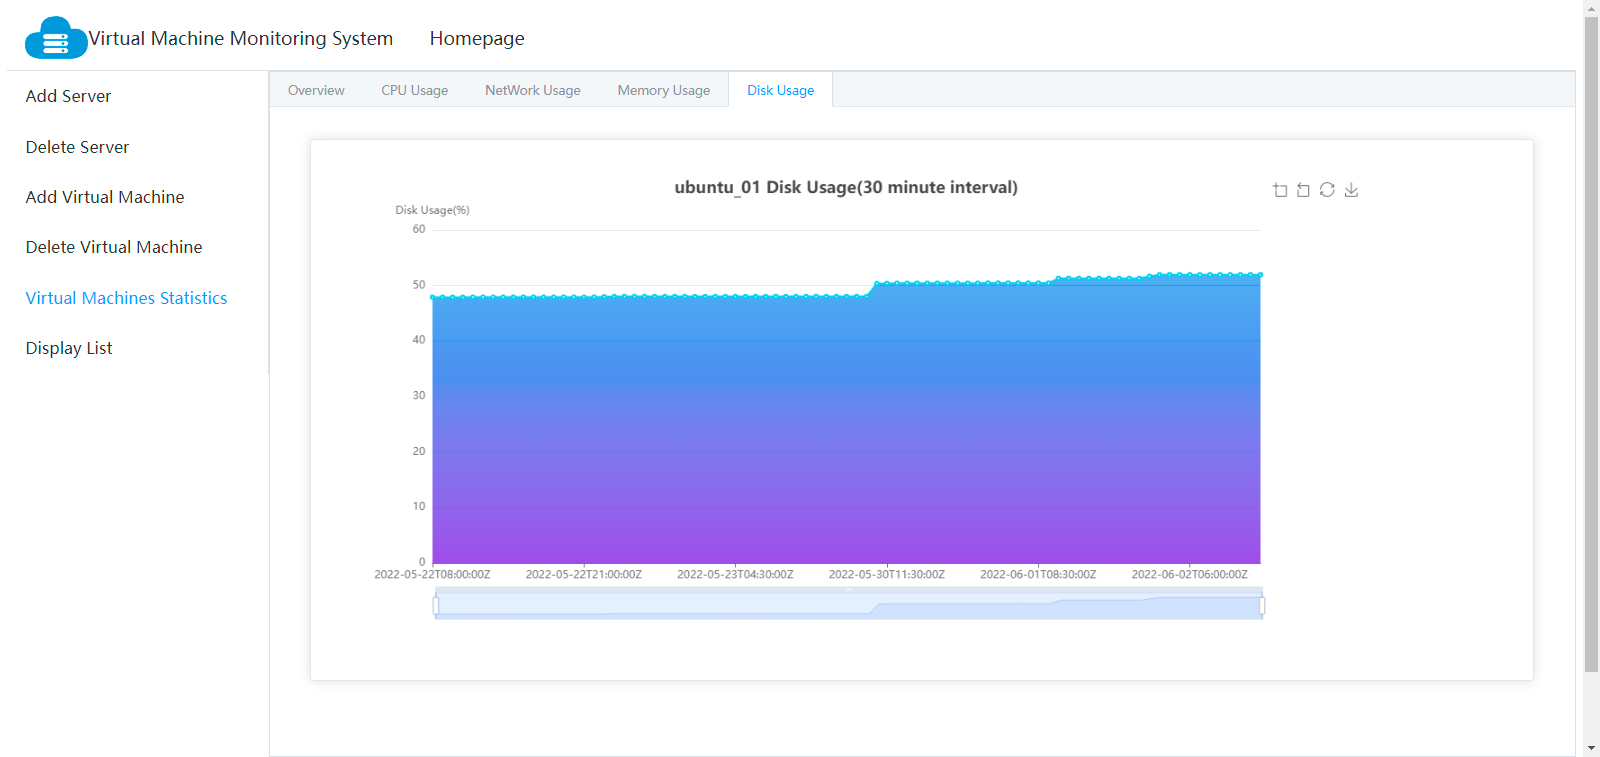 Virtual Machine Monitoring System Homepage
Add Server
Delete Server
Add Virtual Machine
Delete Virtual Machine
Virtual Machines Statistics
Display List
Overview CPU Usage NetWork Usage Memory Usage Disk Usage
ubuntu_01 Disk Usage(30 minute interval)
Disk Usage(%)
60
50
40
30
20
10
0
2022-05-22T08:00:00Z 2022-05-22T21:00:00Z 2022-05-23T04:30:00Z 2022-05-30T11:30:00Z 2022-06-01T08:30:00Z 2022-06-02T06:00:00Z